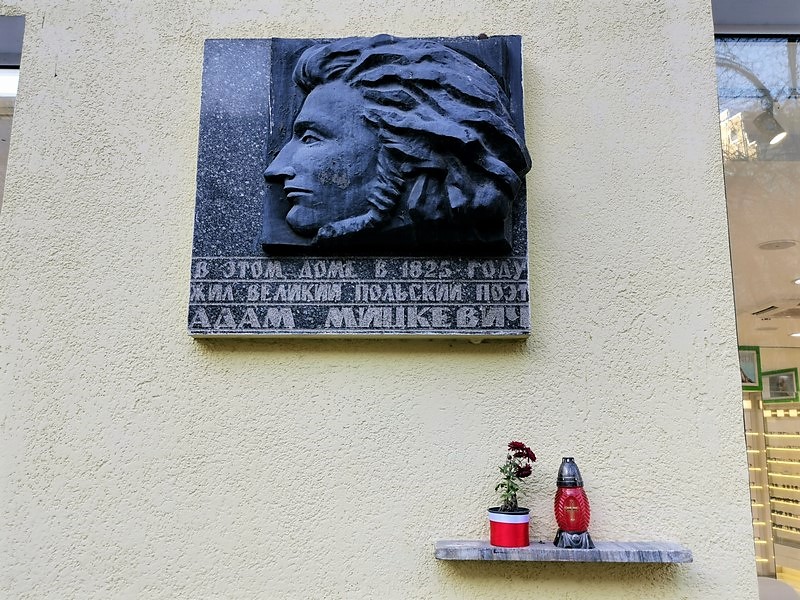 В ЭТОМ ДОМЕ В 1825 ГОДУ
ЖИЛ ВЕЛИКИЙ ПОЛЬСКИЙ ПОЭТ
АДАМ МИЦКЕВИЧ